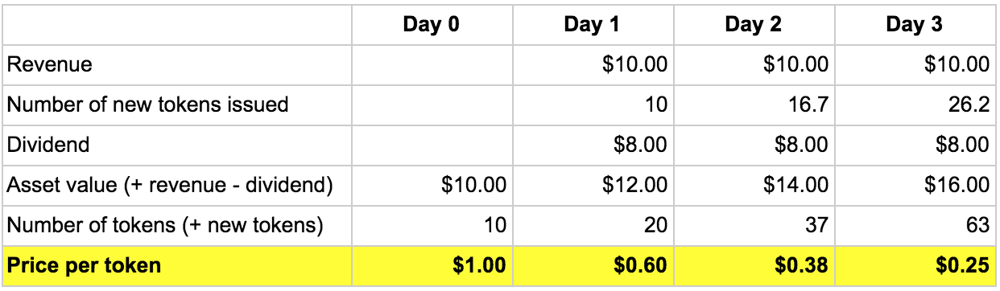 Day 0 Day 1 Day 2 Day 3
Revenue $10.00 $10.00 $10.00
Number of new tokens issued 10 16.7 26.2
Dividend $8.00 $8.00 $8.00
Asset value (+ revenue - dividend) $10.00 $12.00 $14.00 $16.00
Number of tokens (+ new tokens) 10 20 37 63
Price per token $1.00 $0.60 $0.38 $0.25